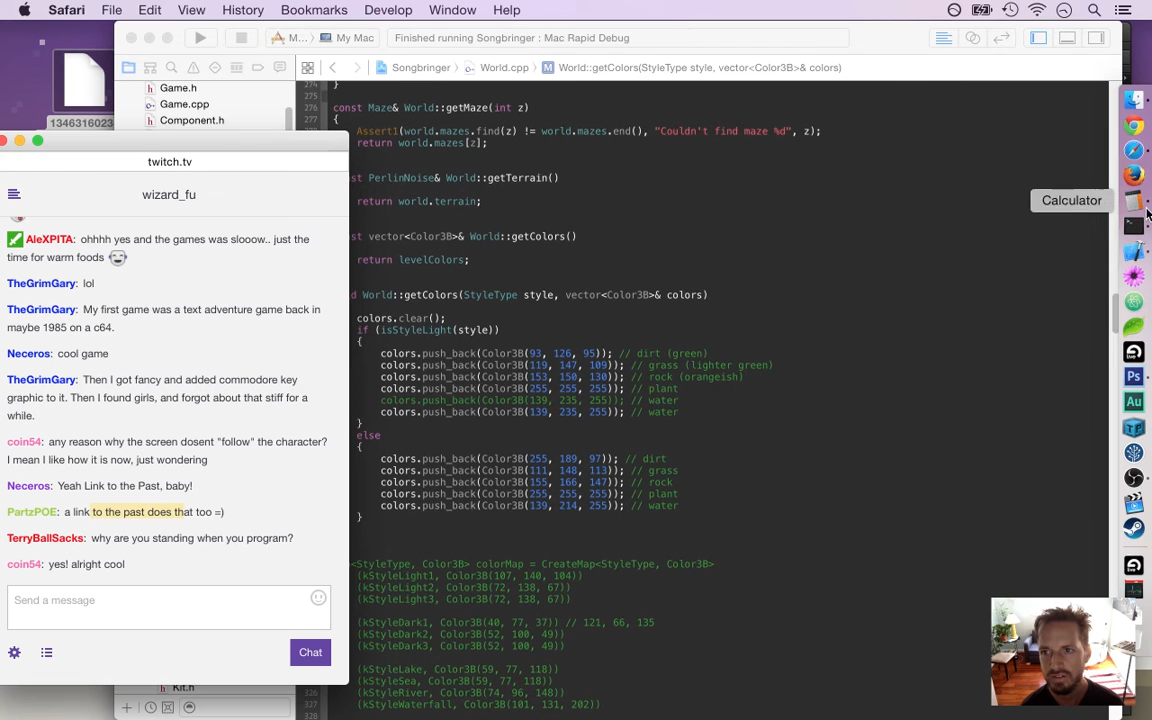 Safari File Edit View History Bookmarks Develop Window Help
M... My Mac
Finished running Songbringer : Mac Rapid Debug
Songbringer World.cpp World::getColors(StyleType style, vector<Color3B>& colors)
1346316023
Game.h
Game.cpp
Component.h
274 }
275
276 const Maze& World::getMaze(int z)
277 {
Assert1(world.mazes.find(z) != world.mazes.end(), "Couldn't find maze %d", z);
return world.mazes[z];
st PerlinNoise& World::getTerrain()
return world.terrain;
st vector<Color3B>& World::getColors()
return levelColors;
d World::getColors(StyleType style, vector<Color3B>& colors)
colors.clear();
if (isStyleLight(style))
{
colors.push_back(Color3B(93, 126, 95)); // dirt (green)
colors.push_back(Color3B(119, 147, 109)); // grass (lighter green)
colors.push_back(Color3B(153, 150, 130)); // rock (orangeish)
colors.push_back(Color3B(255, 255, 255)); // plant
colors.push_back(Color3B(139, 235, 255)); // water
colors.push_back(Color3B(139, 235, 255)); // water
}
else
{
colors.push_back(Color3B(255, 189, 97)); // dirt
colors.push_back(Color3B(111, 148, 113)); // grass
colors.push_back(Color3B(155, 166, 147)); // rock
colors.push_back(Color3B(255, 255, 255)); // plant
colors.push_back(Color3B(139, 214, 255)); // water
}
<StyleType, Color3B> colorMap = CreateMap<StyleType, Color3B>
(kStyleLight1, Color3B(107, 140, 104))
(kStyleLight2, Color3B(72, 138, 67))
(kStyleLight3, Color3B(72, 138, 67))
(kStyleDark1, Color3B(40, 77, 37)) // 121, 66, 135
(kStyleDark2, Color3B(52, 100, 49))
(kStyleDark3, Color3B(52, 100, 49))
(kStyleLake, Color3B(59, 77, 118))
(kStyleSea, Color3B(59, 77, 118))
326 (kStyleRiver, Color3B(74, 96, 148))
327 (kStyleWaterfall, Color3B(101, 131, 202))
328
Kit.h
twitch.tv
wizard_fu
AleXPITA: ohhhh yes and the games was slooow.. just the
time for warm foods
TheGrimGary: lol
TheGrimGary: My first game was a text adventure game back in
maybe 1985 on a c64.
Neceros: cool game
TheGrimGary: Then I got fancy and added commodore key
graphic to it. Then I found girls, and forgot about that stiff for a
while.
coin54: any reason why the screen dosent "follow" the character?
I mean I like how it is now, just wondering
Neceros: Yeah Link to the Past, baby!
PartzPOE: a link to the past does that too =)
TerryBallSacks: why are you standing when you program?
coin54: yes! alright cool
Send a message
Chat
Calculator
Ps
Au